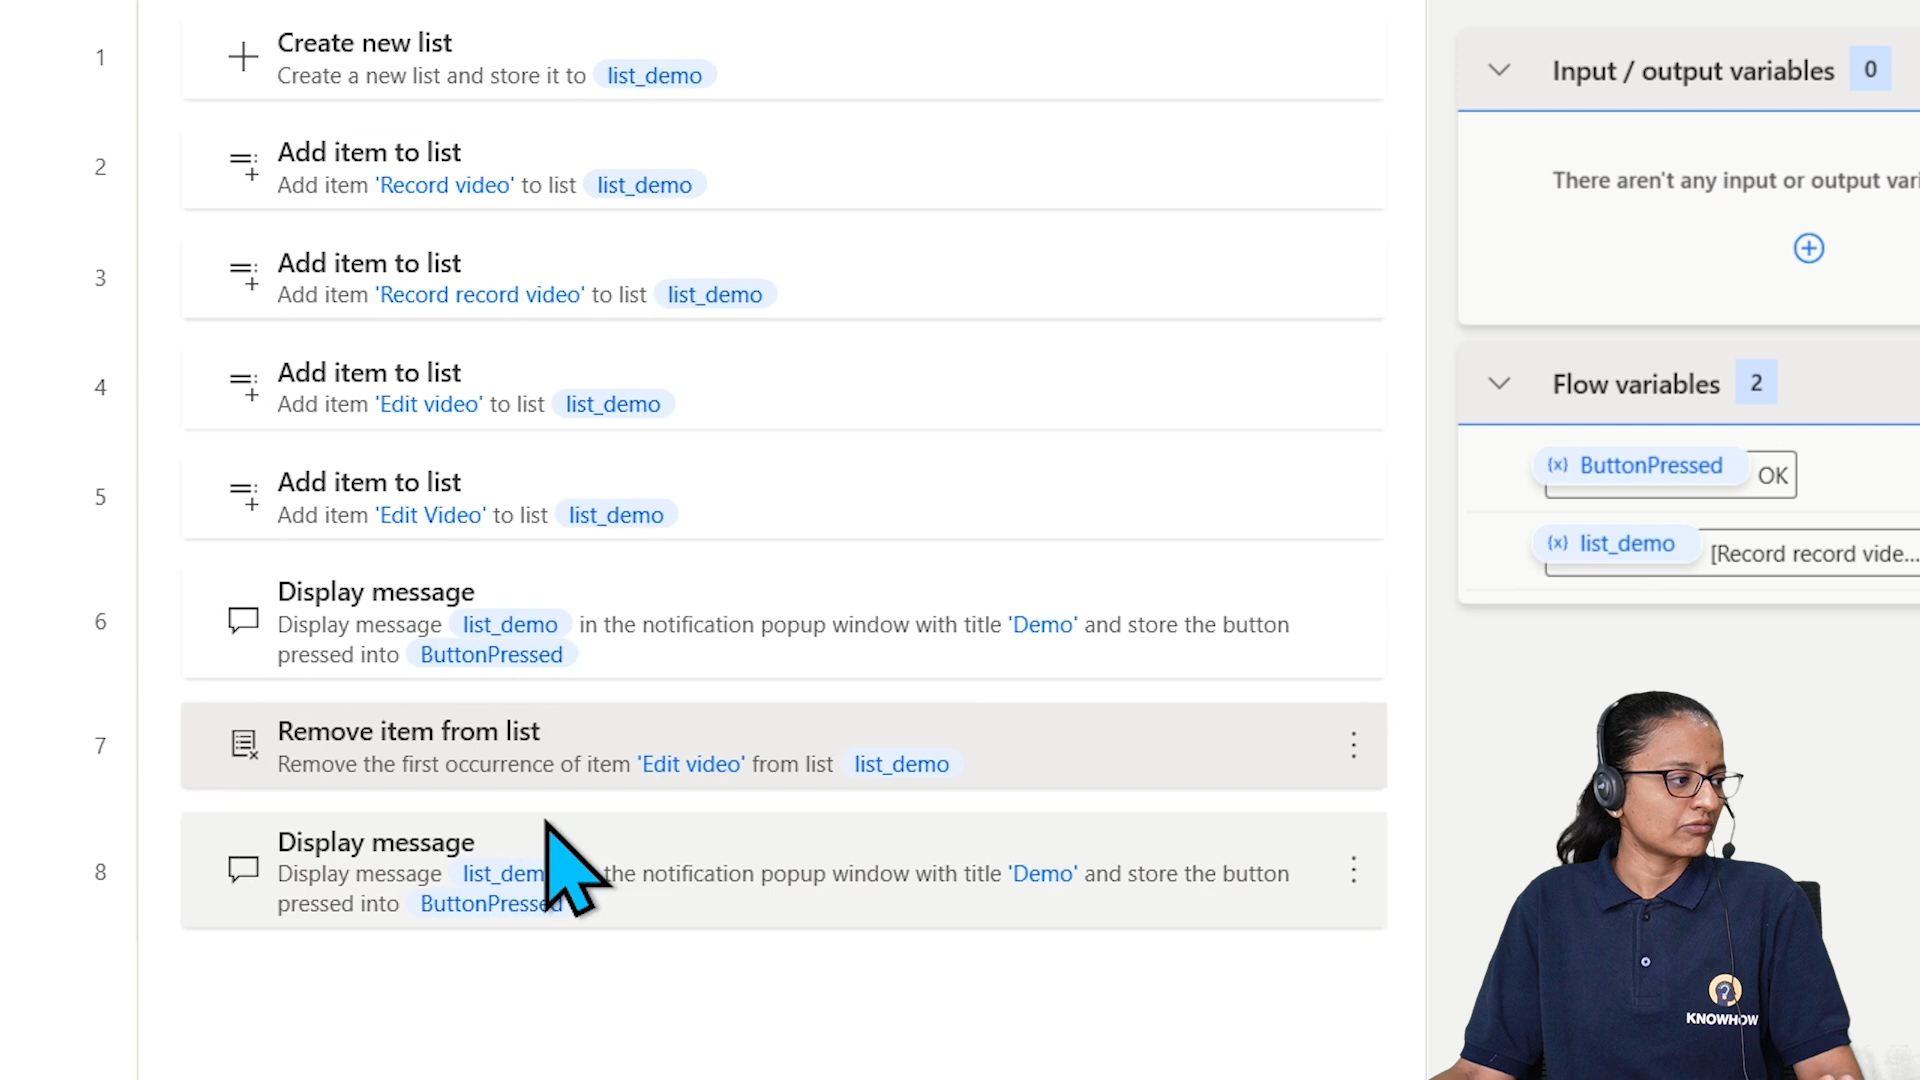 1
Create new list
Create a new list and store it to list_demo
2
Add item to list
Add item 'Record video' to list list_demo
3
Add item to list
Add item 'Record record video' to list list_demo
4
Add item to list
Add item 'Edit video' to list list_demo
5
Add item to list
Add item 'Edit Video' to list list_demo
6
Display message
Display message list_demo in the notification popup window with title 'Demo' and store the button
pressed into ButtonPressed
7
Remove item from list
Remove the first occurrence of item 'Edit video' from list list_demo
8
Display message
Display message list_dem the notification popup window with title 'Demo' and store the button
pressed into ButtonPressed
Input / output variables 0
There aren't any input or output vari
Flow variables 2
{x} ButtonPressed OK
{x} list_demo [Record record vide...
?
KNOWHOW